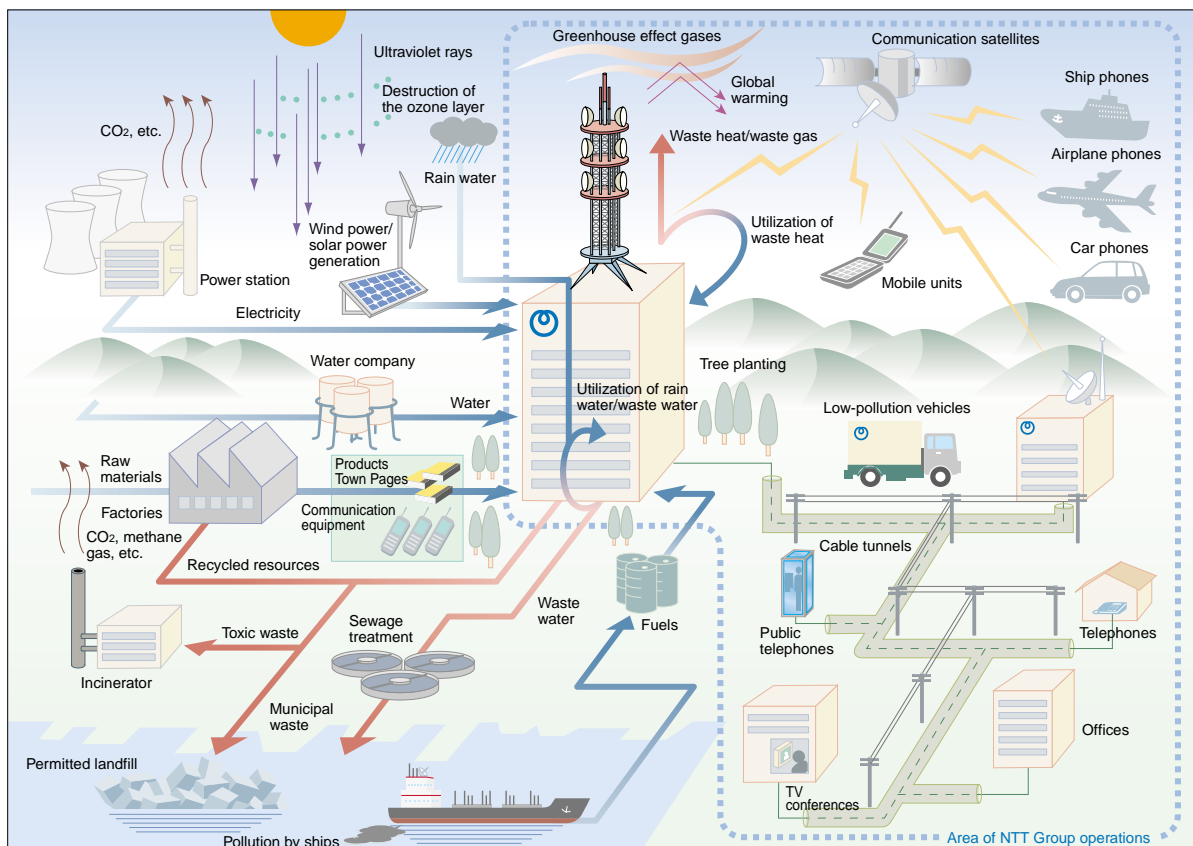 Ultraviolet rays
Greenhouse effect gases
Communication satellites
Ship phones
Destruction of
the ozone layer
Global
warming
CO2, etc.
Waste heat/waste gas
Airplane phones
Rain water
Wind power/
solar power
generation
Utilization of
waste heat
Car phones
Power station
Mobile units
Electricity
Water company
Tree planting
Utilization of rain
water/waste water
Water
Low-pollution vehicles
Raw
materials
Products
Town Pages
Factories
Communication
equipment
CO2, methane
gas, etc.
Recycled resources
Cable tunnels
Waste
water
Sewage
treatment
Toxic waste
Fuels
Public
telephones
Telephones
Incinerator
Municipal
waste
Offices
Permitted landfill
TV
conferences
Pollution by ships
Area of NTT Group operations